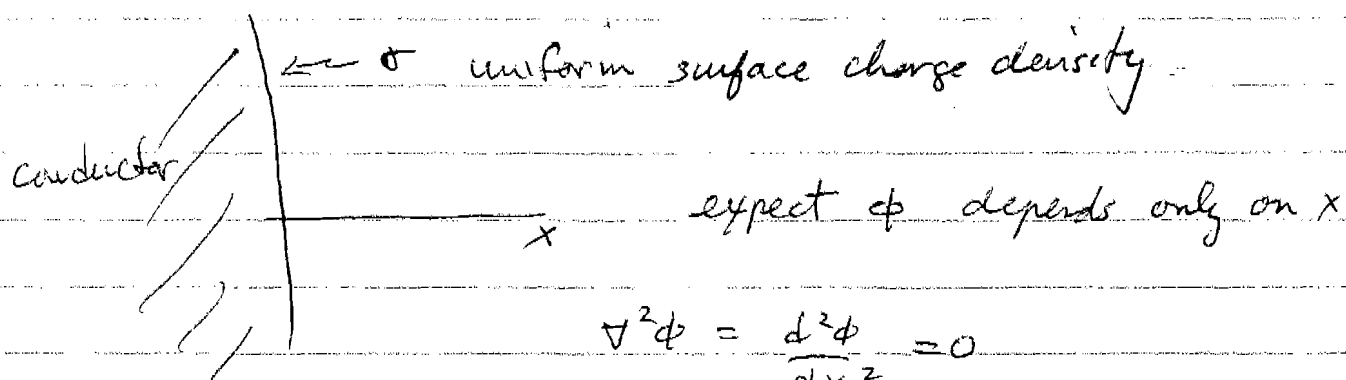 ← σ uniform surface charge density
conductor
x
expect φ depends only on x
∇²φ = d²φ/dx² = 0